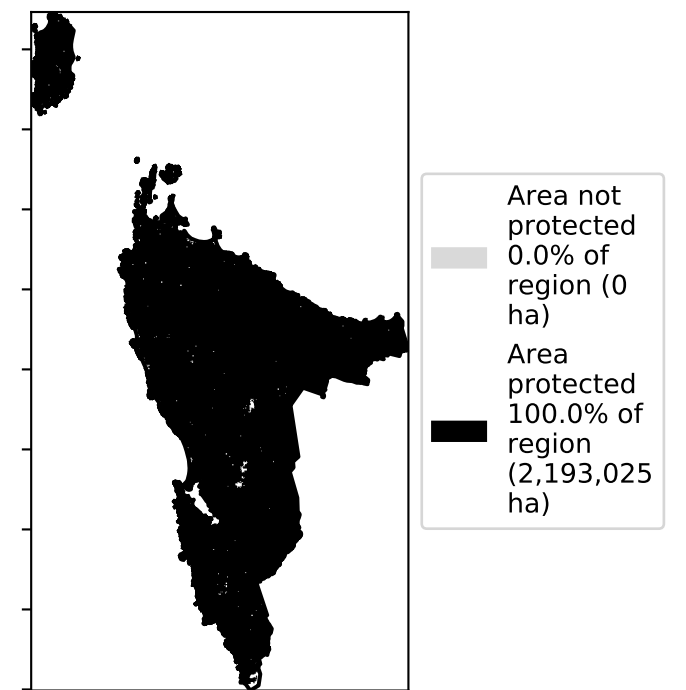 Area not
protected
0.0% of
region (0
ha)
Area
protected
100.0% of
region
(2,193,025
ha)